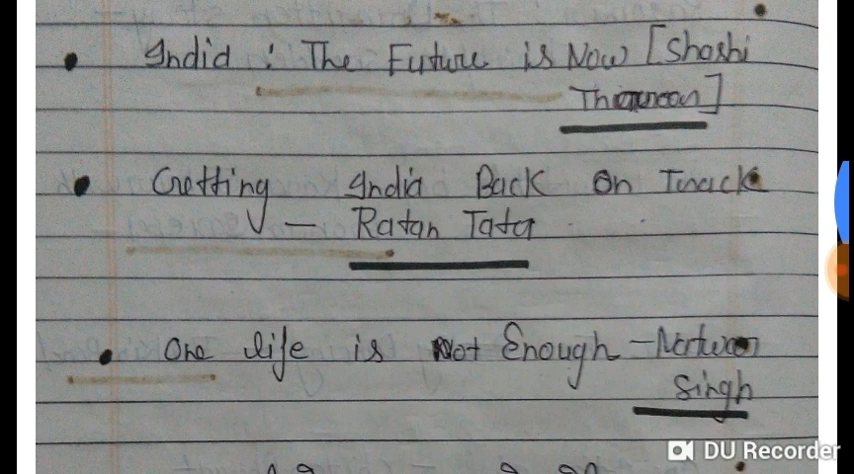 India : The Future is Now [Shashi
Tharoor]
Getting India Back on Track
— Ratan Tata
One life is Not Enough - Natwar
Singh
DU Recorder